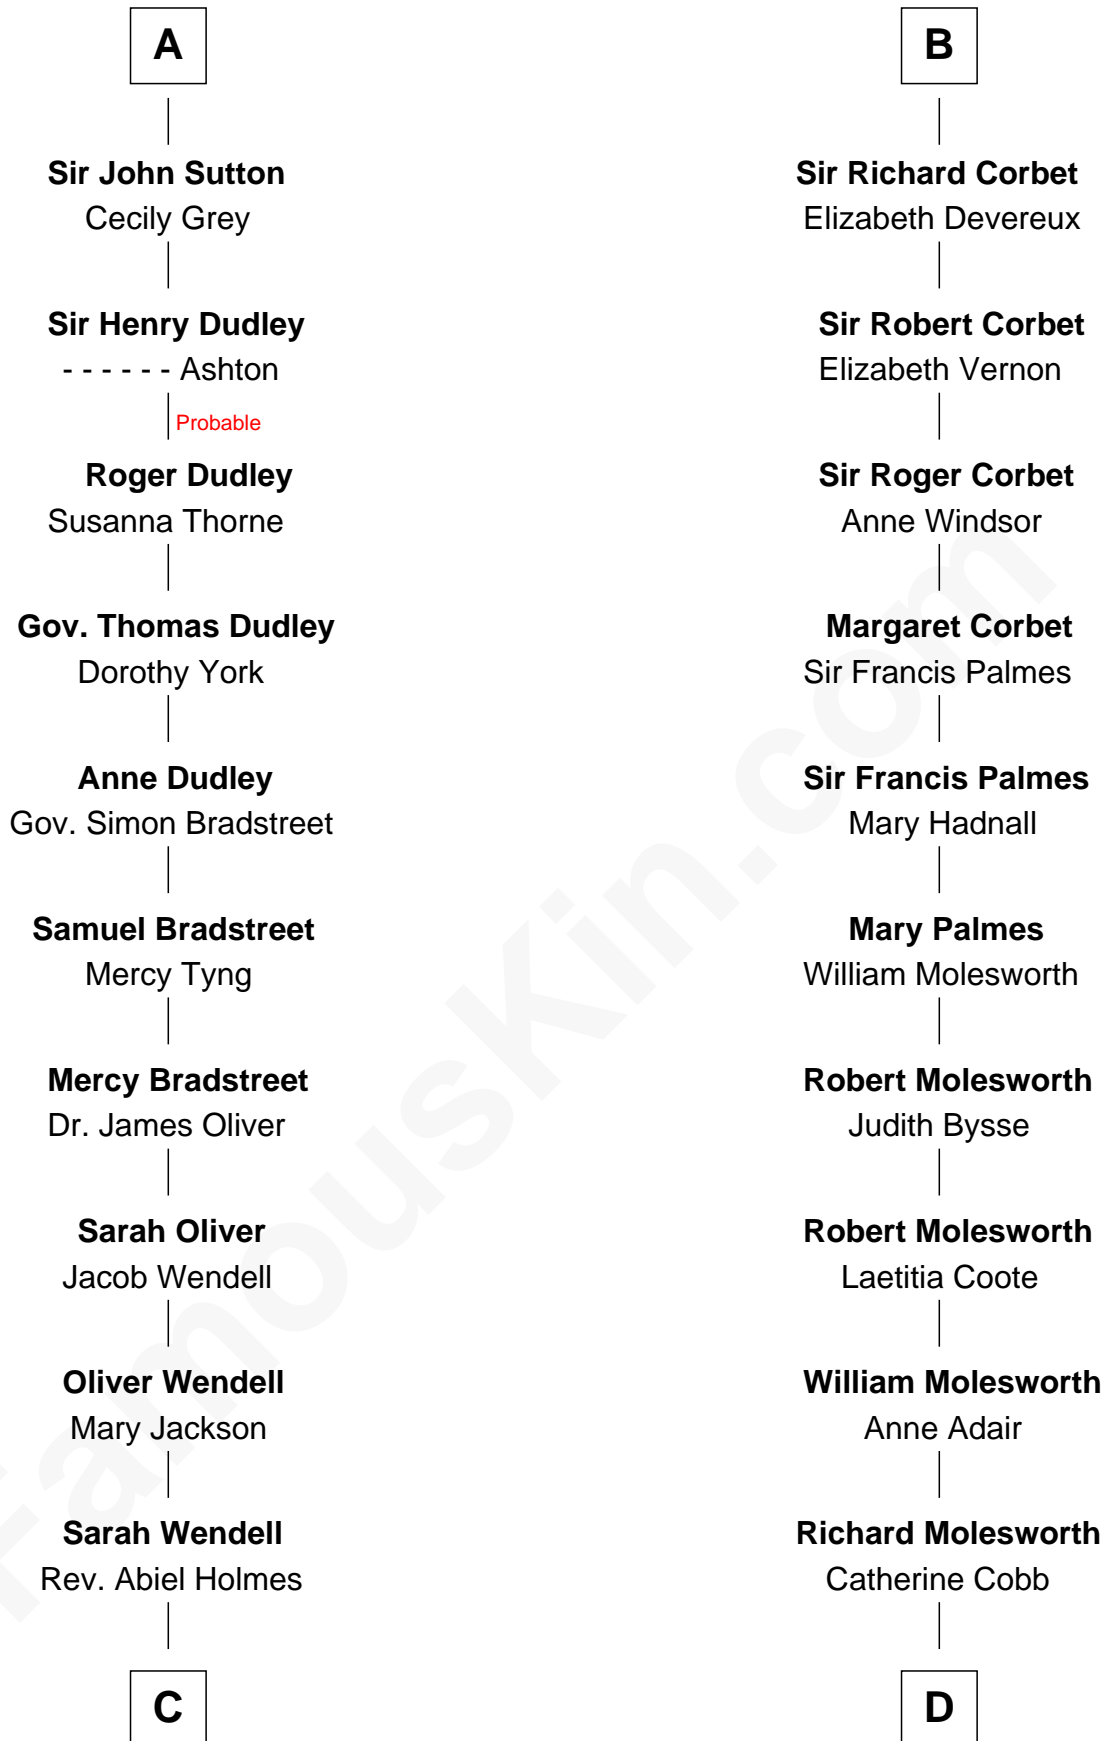 A
Sir John Sutton
Cecily Grey
Sir Henry Dudley
- - - - - - Ashton
Probable
Roger Dudley
Susanna Thorne
Gov. Thomas Dudley
Dorothy York
Anne Dudley
Gov. Simon Bradstreet
Samuel Bradstreet
Mercy Tyng
Mercy Bradstreet
Dr. James Oliver
Sarah Oliver
Jacob Wendell
Oliver Wendell
Mary Jackson
Sarah Wendell
Rev. Abiel Holmes
C
B
Sir Richard Corbet
Elizabeth Devereux
Sir Robert Corbet
Elizabeth Vernon
Sir Roger Corbet
Anne Windsor
Margaret Corbet
Sir Francis Palmes
Sir Francis Palmes
Mary Hadnall
Mary Palmes
William Molesworth
Robert Molesworth
Judith Bysse
Robert Molesworth
Laetitia Coote
William Molesworth
Anne Adair
Richard Molesworth
Catherine Cobb
D
FamousKin.com